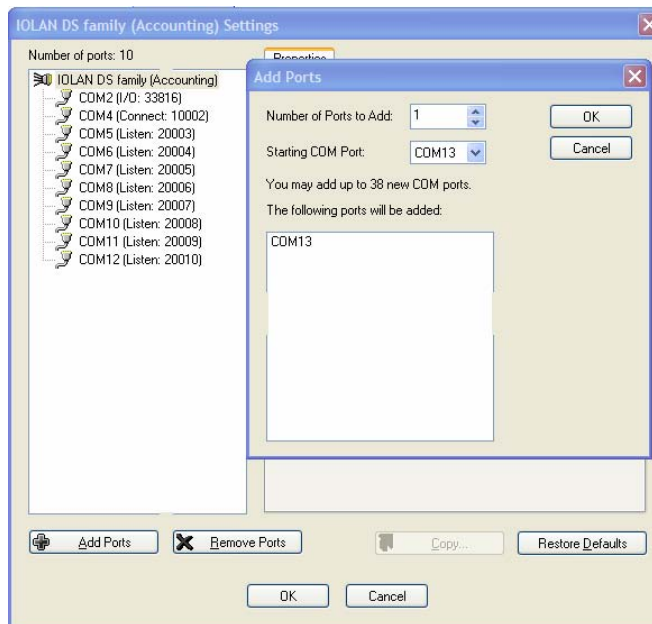 IOLAN DS family (Accounting) Settings
Number of ports: 10
Properties
IOLAN DS family (Accounting)
COM2 (I/O: 33816)
COM4 (Connect: 10002)
COM5 (Listen: 20003)
COM6 (Listen: 20004)
COM7 (Listen: 20005)
COM8 (Listen: 20006)
COM9 (Listen: 20007)
COM10 (Listen: 20008)
COM11 (Listen: 20009)
COM12 (Listen: 20010)
Add Ports
Number of Ports to Add: 1
OK
Starting COM Port: COM13
Cancel
You may add up to 38 new COM ports.
The following ports will be added:
COM13
Add Ports
Remove Ports
Copy...
Restore Defaults
OK
Cancel